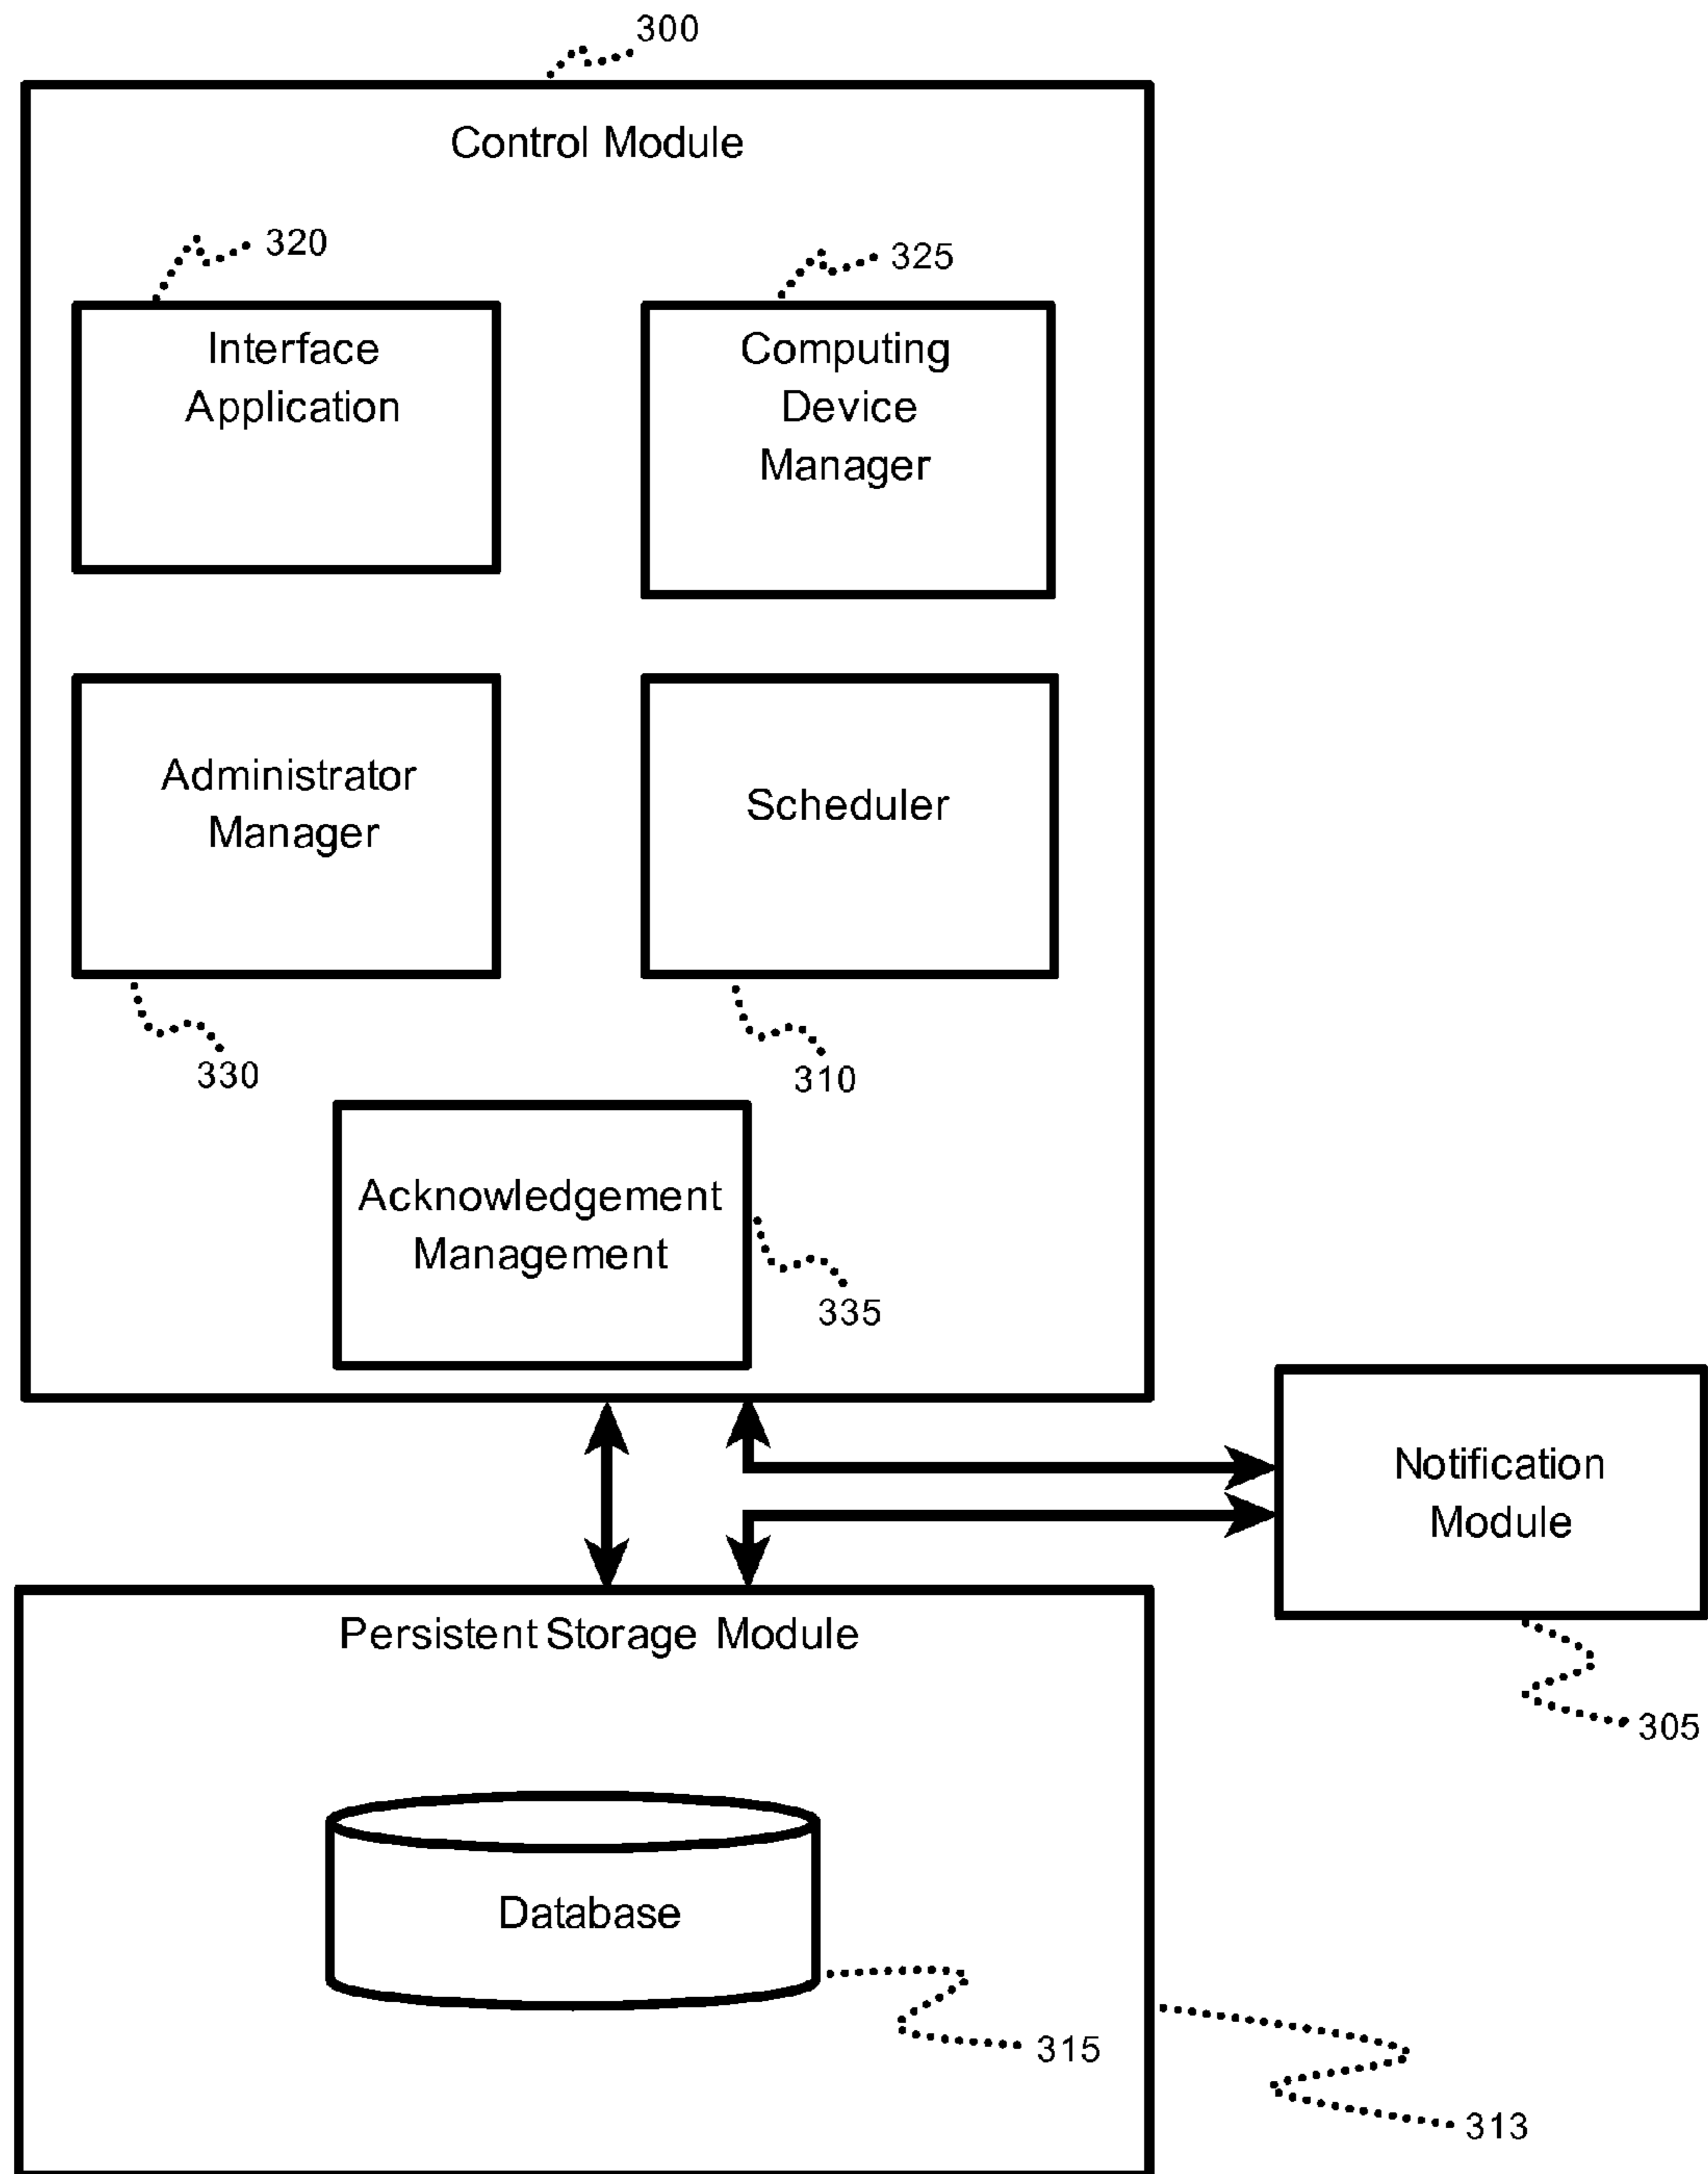 300
Control Module
320
325
Interface
Application
Computing
Device
Manager
Administrator
Manager
Scheduler
330
310
Acknowledgement
Management
335
Notification
Module
305
Persistent Storage Module
Database
315
313